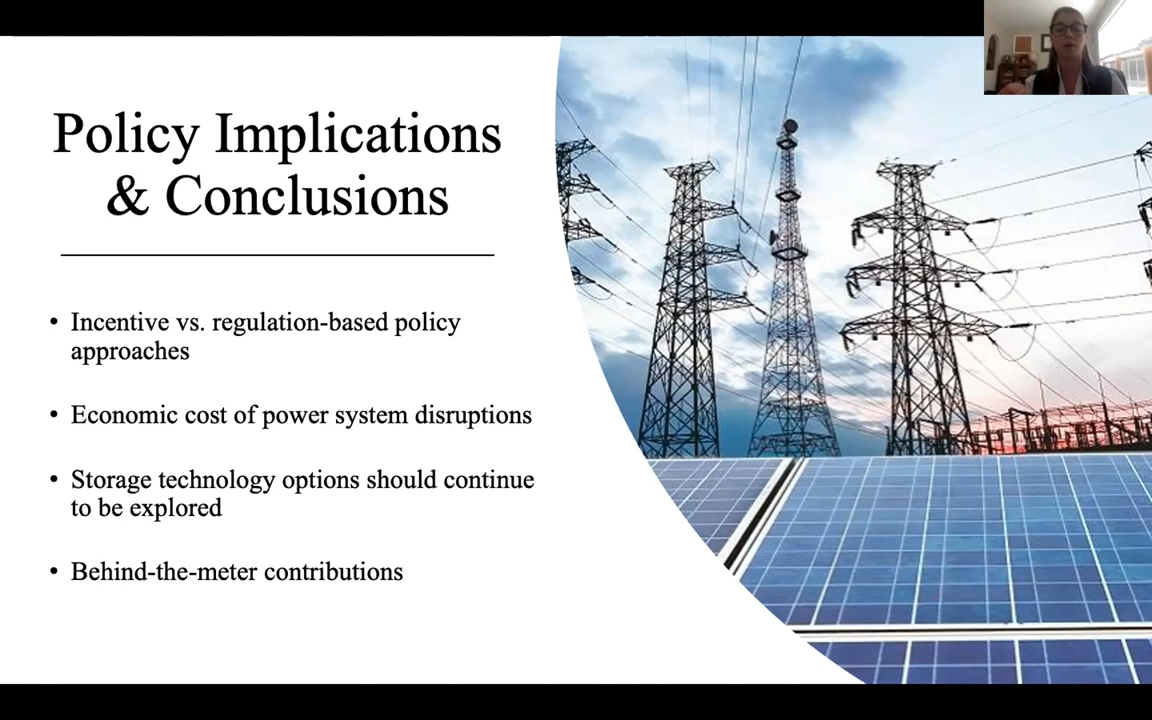 Policy Implications
& Conclusions
• Incentive vs. regulation-based policy
approaches
• Economic cost of power system disruptions
• Storage technology options should continue
to be explored
• Behind-the-meter contributions